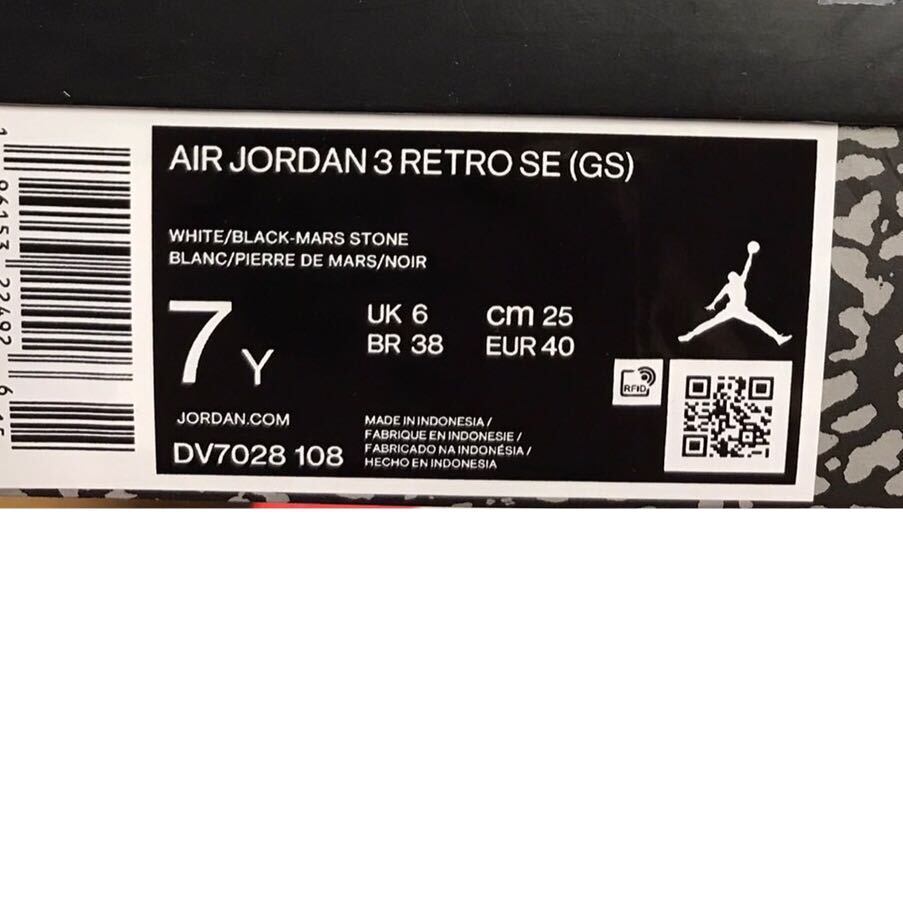 AIR JORDAN 3 RETRO SE (GS)
WHITE/BLACK-MARS STONE
BLANC/PIERRE DE MARS/NOIR
7 Y
UK 6 cm 25
BR 38 EUR 40
RFID
JORDAN.COM
DV7028 108
MADE IN INDONESIA /
FABRIQUE EN INDONESIE /
FABRICADO NA INDONÉSIA /
HECHO EN INDONESIA